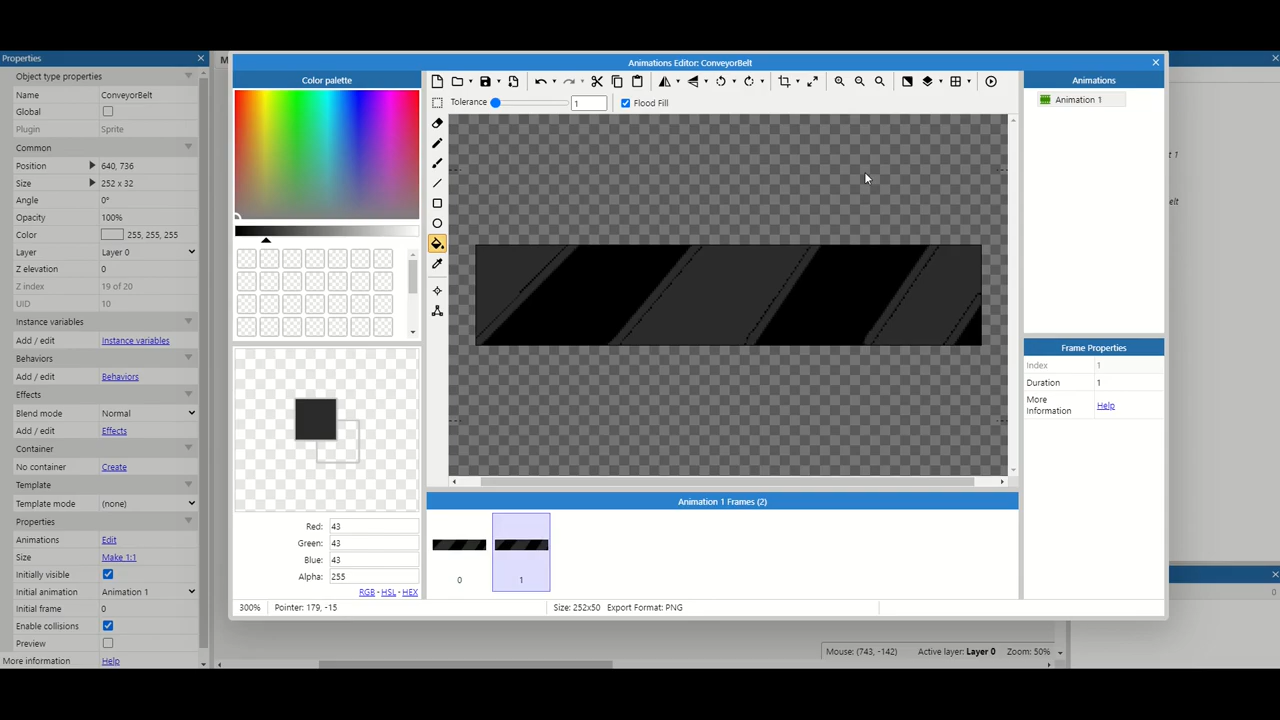 Properties
Object type properties
Name ConveyorBelt
Global
Plugin Sprite
Common
Position 640, 736
Size 252 x 32
Angle 0°
Opacity 100%
Color 255, 255, 255
Layer Layer 0
Z elevation 0
Z index 19 of 20
UID 10
Instance variables
Add / edit Instance variables
Behaviors
Add / edit Behaviors
Effects
Blend mode Normal
Add / edit Effects
Container
No container Create
Template
Template mode (none)
Properties
Animations Edit
Size Make 1:1
Initially visible
Initial animation Animation 1
Initial frame 0
Enable collisions
Preview
More information Help
Animations Editor: ConveyorBelt
Color palette
Red: 43
Green: 43
Blue: 43
Alpha: 255
RGB - HSL - HEX
Tolerance 1 Flood Fill
Animation 1 Frames (2)
0 1
300% Pointer: 179, -15 Size: 252x50 Export Format: PNG
Animations
Animation 1
Frame Properties
Index 1
Duration 1
More
Information Help
Mouse: (743, -142) Active layer: Layer 0 Zoom: 50%